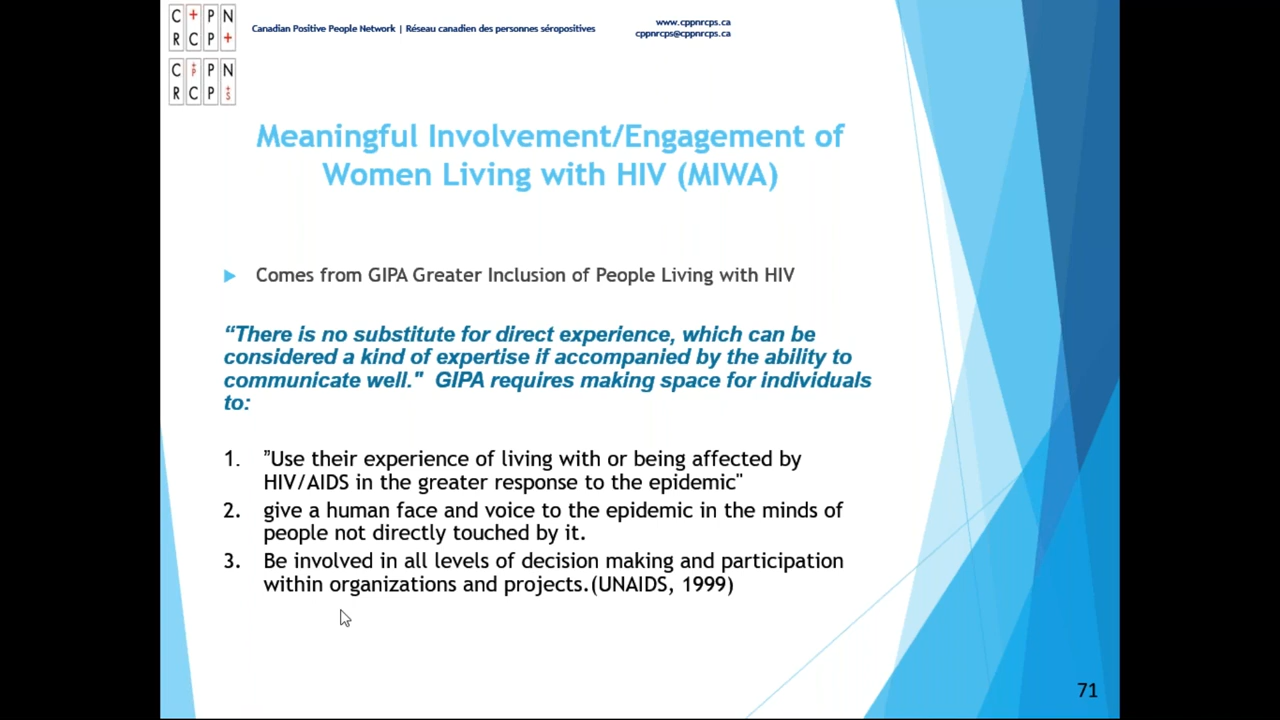 C + P N
R C P +
C +P P N
R C P +S
Canadian Positive People Network | Réseau canadien des personnes séropositives
www.cppnrcps.ca
cppnrcps@cppnrcps.ca
Meaningful Involvement/Engagement of
Women Living with HIV (MIWA)
Comes from GIPA Greater Inclusion of People Living with HIV
“There is no substitute for direct experience, which can be
considered a kind of expertise if accompanied by the ability to
communicate well." GIPA requires making space for individuals
to:
1. ”Use their experience of living with or being affected by
HIV/AIDS in the greater response to the epidemic"
2. give a human face and voice to the epidemic in the minds of
people not directly touched by it.
3. Be involved in all levels of decision making and participation
within organizations and projects.(UNAIDS, 1999)
71